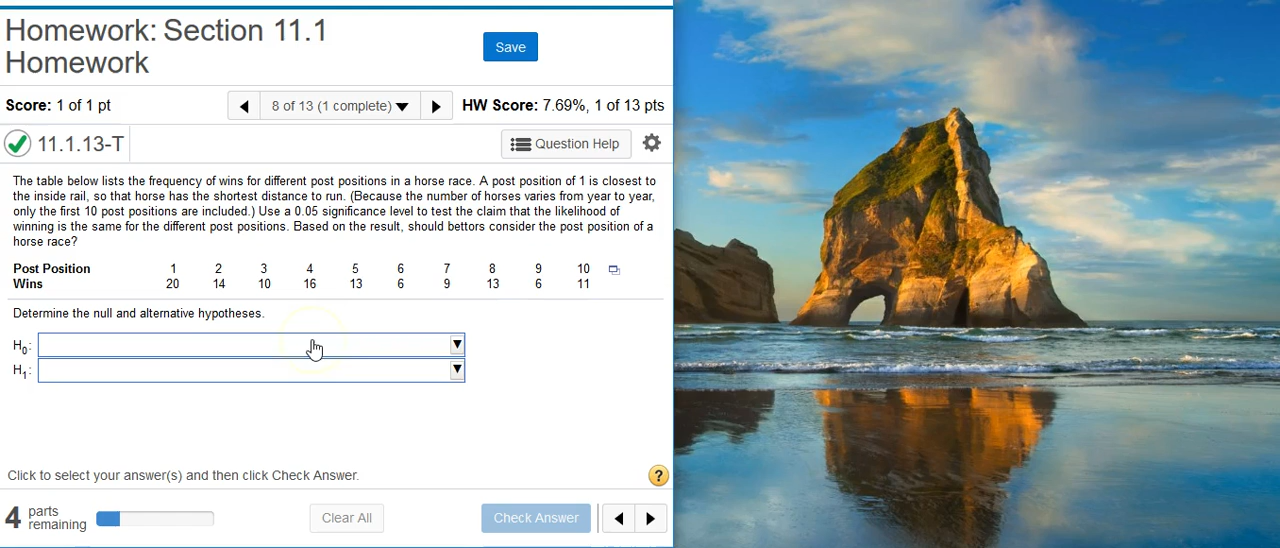 Homework: Section 11.1
Homework
Save
Score: 1 of 1 pt
8 of 13 (1 complete)
HW Score: 7.69%, 1 of 13 pts
11.1.13-T
Question Help
The table below lists the frequency of wins for different post positions in a horse race. A post position of 1 is closest to
the inside rail, so that horse has the shortest distance to run. (Because the number of horses varies from year to year,
only the first 10 post positions are included.) Use a 0.05 significance level to test the claim that the likelihood of
winning is the same for the different post positions. Based on the result, should bettors consider the post position of a
horse race?
Post Position 1 2 3 4 5 6 7 8 9 10
Wins 20 14 10 16 13 6 9 13 6 11
Determine the null and alternative hypotheses.
H0:
H1:
Click to select your answer(s) and then click Check Answer.
?
4 parts
remaining
Clear All
Check Answer